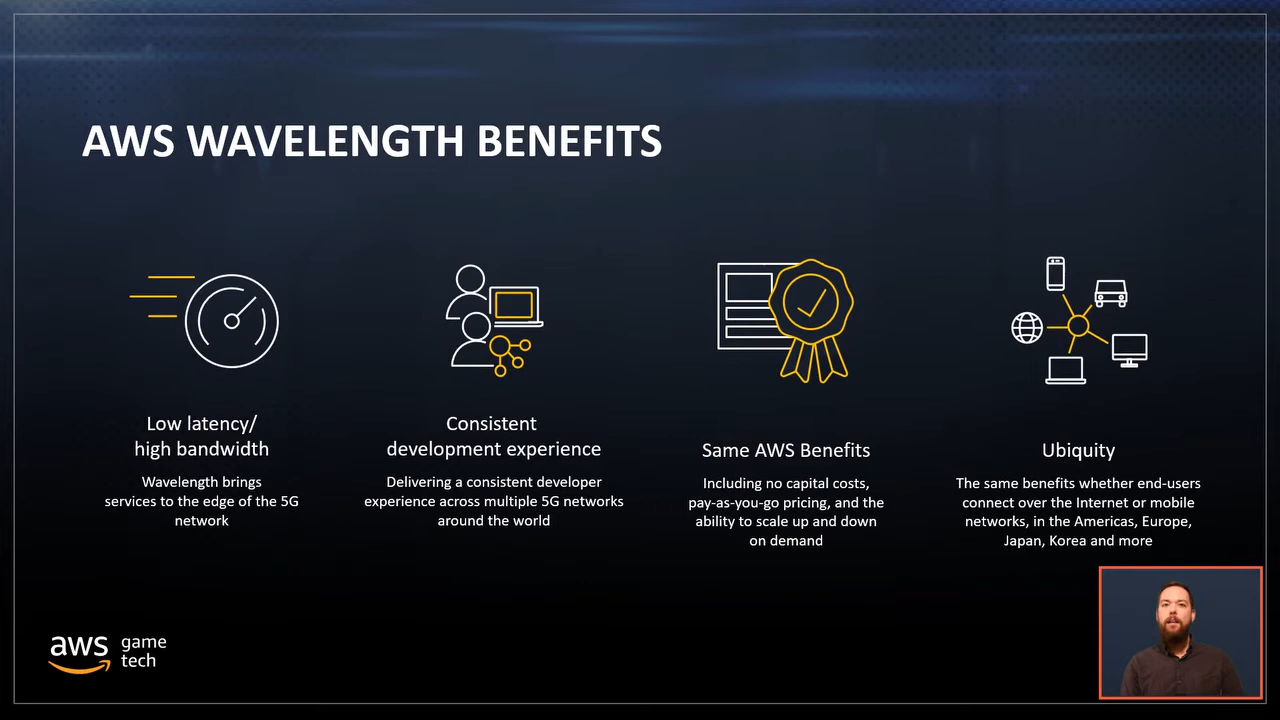 AWS WAVELENGTH BENEFITS
Low latency/
high bandwidth
Wavelength brings
services to the edge of the 5G
network
Consistent
development experience
Delivering a consistent developer
experience across multiple 5G networks
around the world
Same AWS Benefits
Including no capital costs,
pay-as-you-go pricing, and the
ability to scale up and down
on demand
Ubiquity
The same benefits whether end-users
connect over the Internet or mobile
networks, in the Americas, Europe,
Japan, Korea and more
aws
game
tech